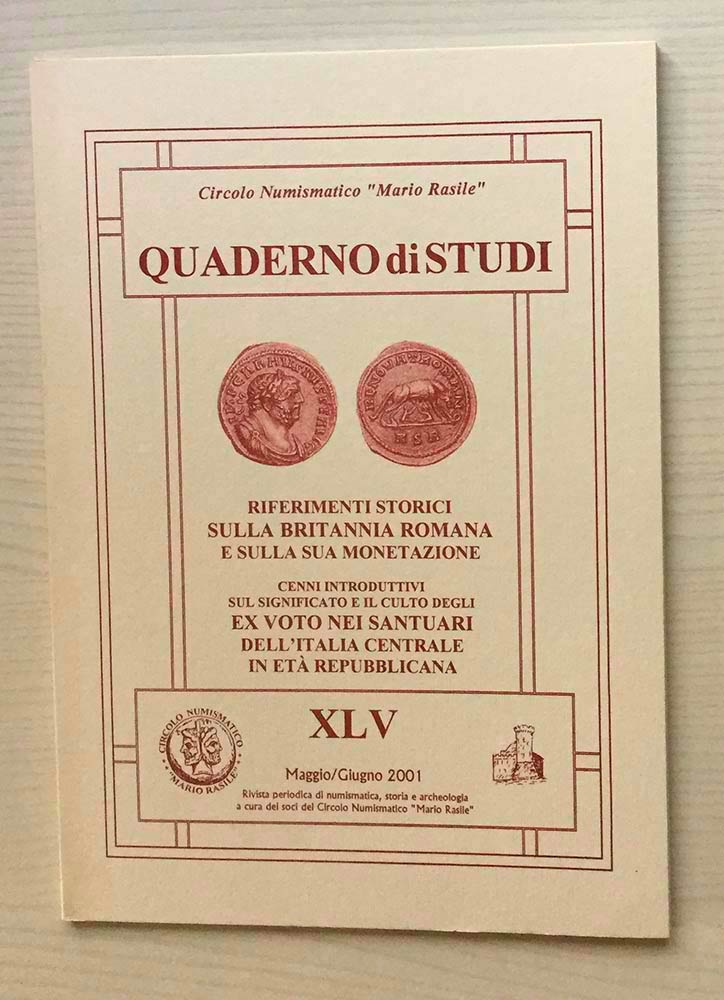 Circolo Numismatico "Mario Rasile"
QUADERNO di STUDI
RSR
RIFERIMENTI STORICI
SULLA BRITANNIA ROMANA
E SULLA SUA MONETAZIONE
CENNI INTRODUTTIVI
SUL SIGNIFICATO E IL CULTO DEGLI
EX VOTO NEI SANTUARI
DELL'ITALIA CENTRALE
IN ETÀ REPUBBLICANA
XLV
CIRCOLO NUMISMATICO
"MARIO RASILE"
Maggio/Giugno 2001
Rivista periodica di numismatica, storia e archeologia
a cura dei soci del Circolo Numismatico "Mario Rasile"